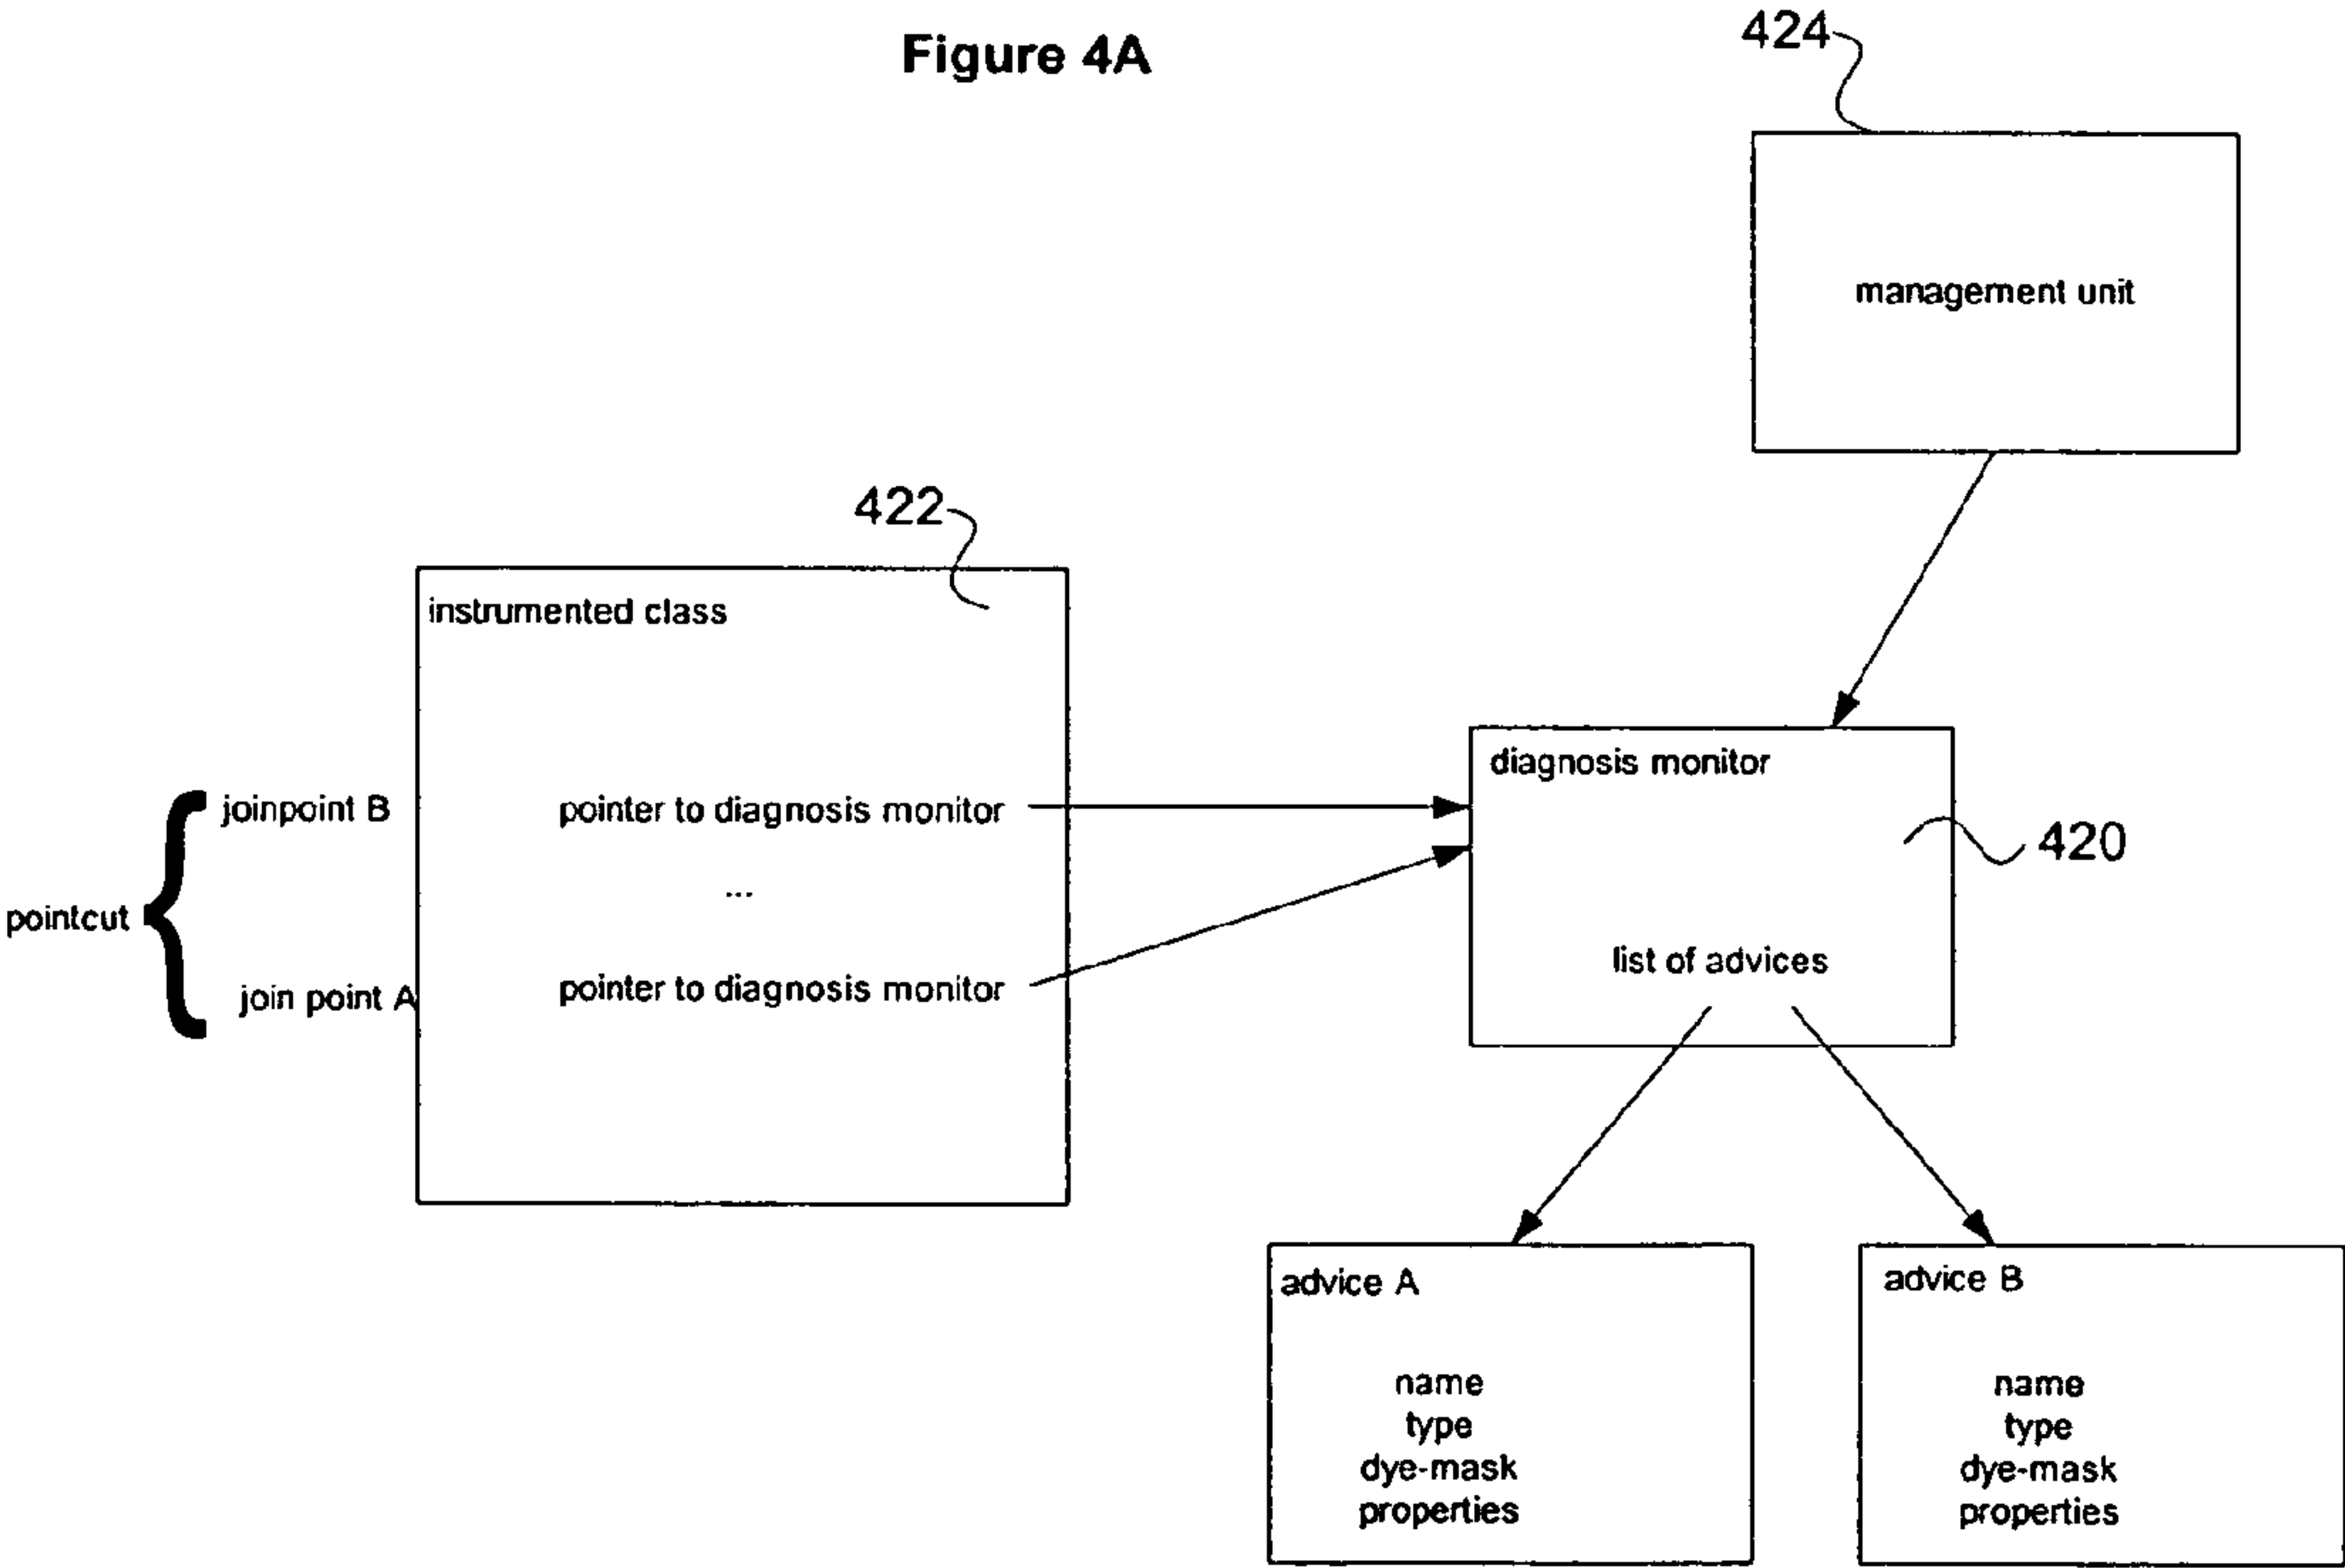 Figure 4A
424
management unit
422
instrumented class
diagnosis monitor
joinpoint B
pointer to diagnosis monitor
420
...
pointcut
list of advices
join point A
pointer to diagnosis monitor
advice A
name
type
dye-mask
properties
advice B
name
type
dye-mask
properties